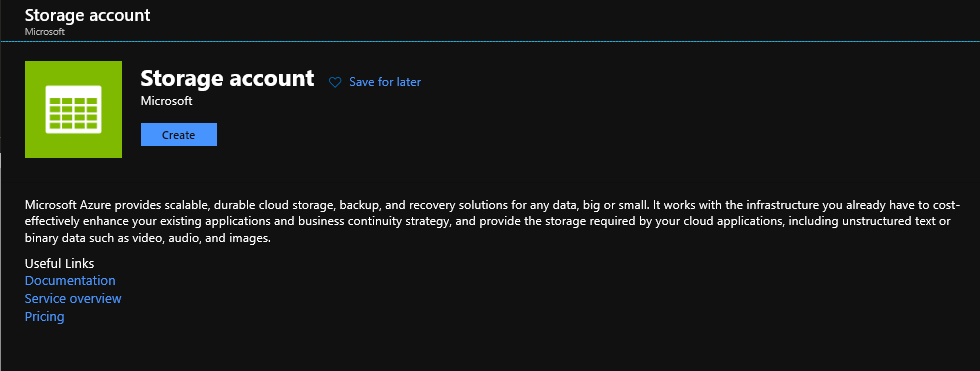 Storage account
Microsoft
Storage account
Save for later
Microsoft
Create
Microsoft Azure provides scalable, durable cloud storage, backup, and recovery solutions for any data, big or small. It works with the infrastructure you already have to cost-
effectively enhance your existing applications and business continuity strategy, and provide the storage required by your cloud applications, including unstructured text or
binary data such as video, audio, and images.
Useful Links
Documentation
Service overview
Pricing